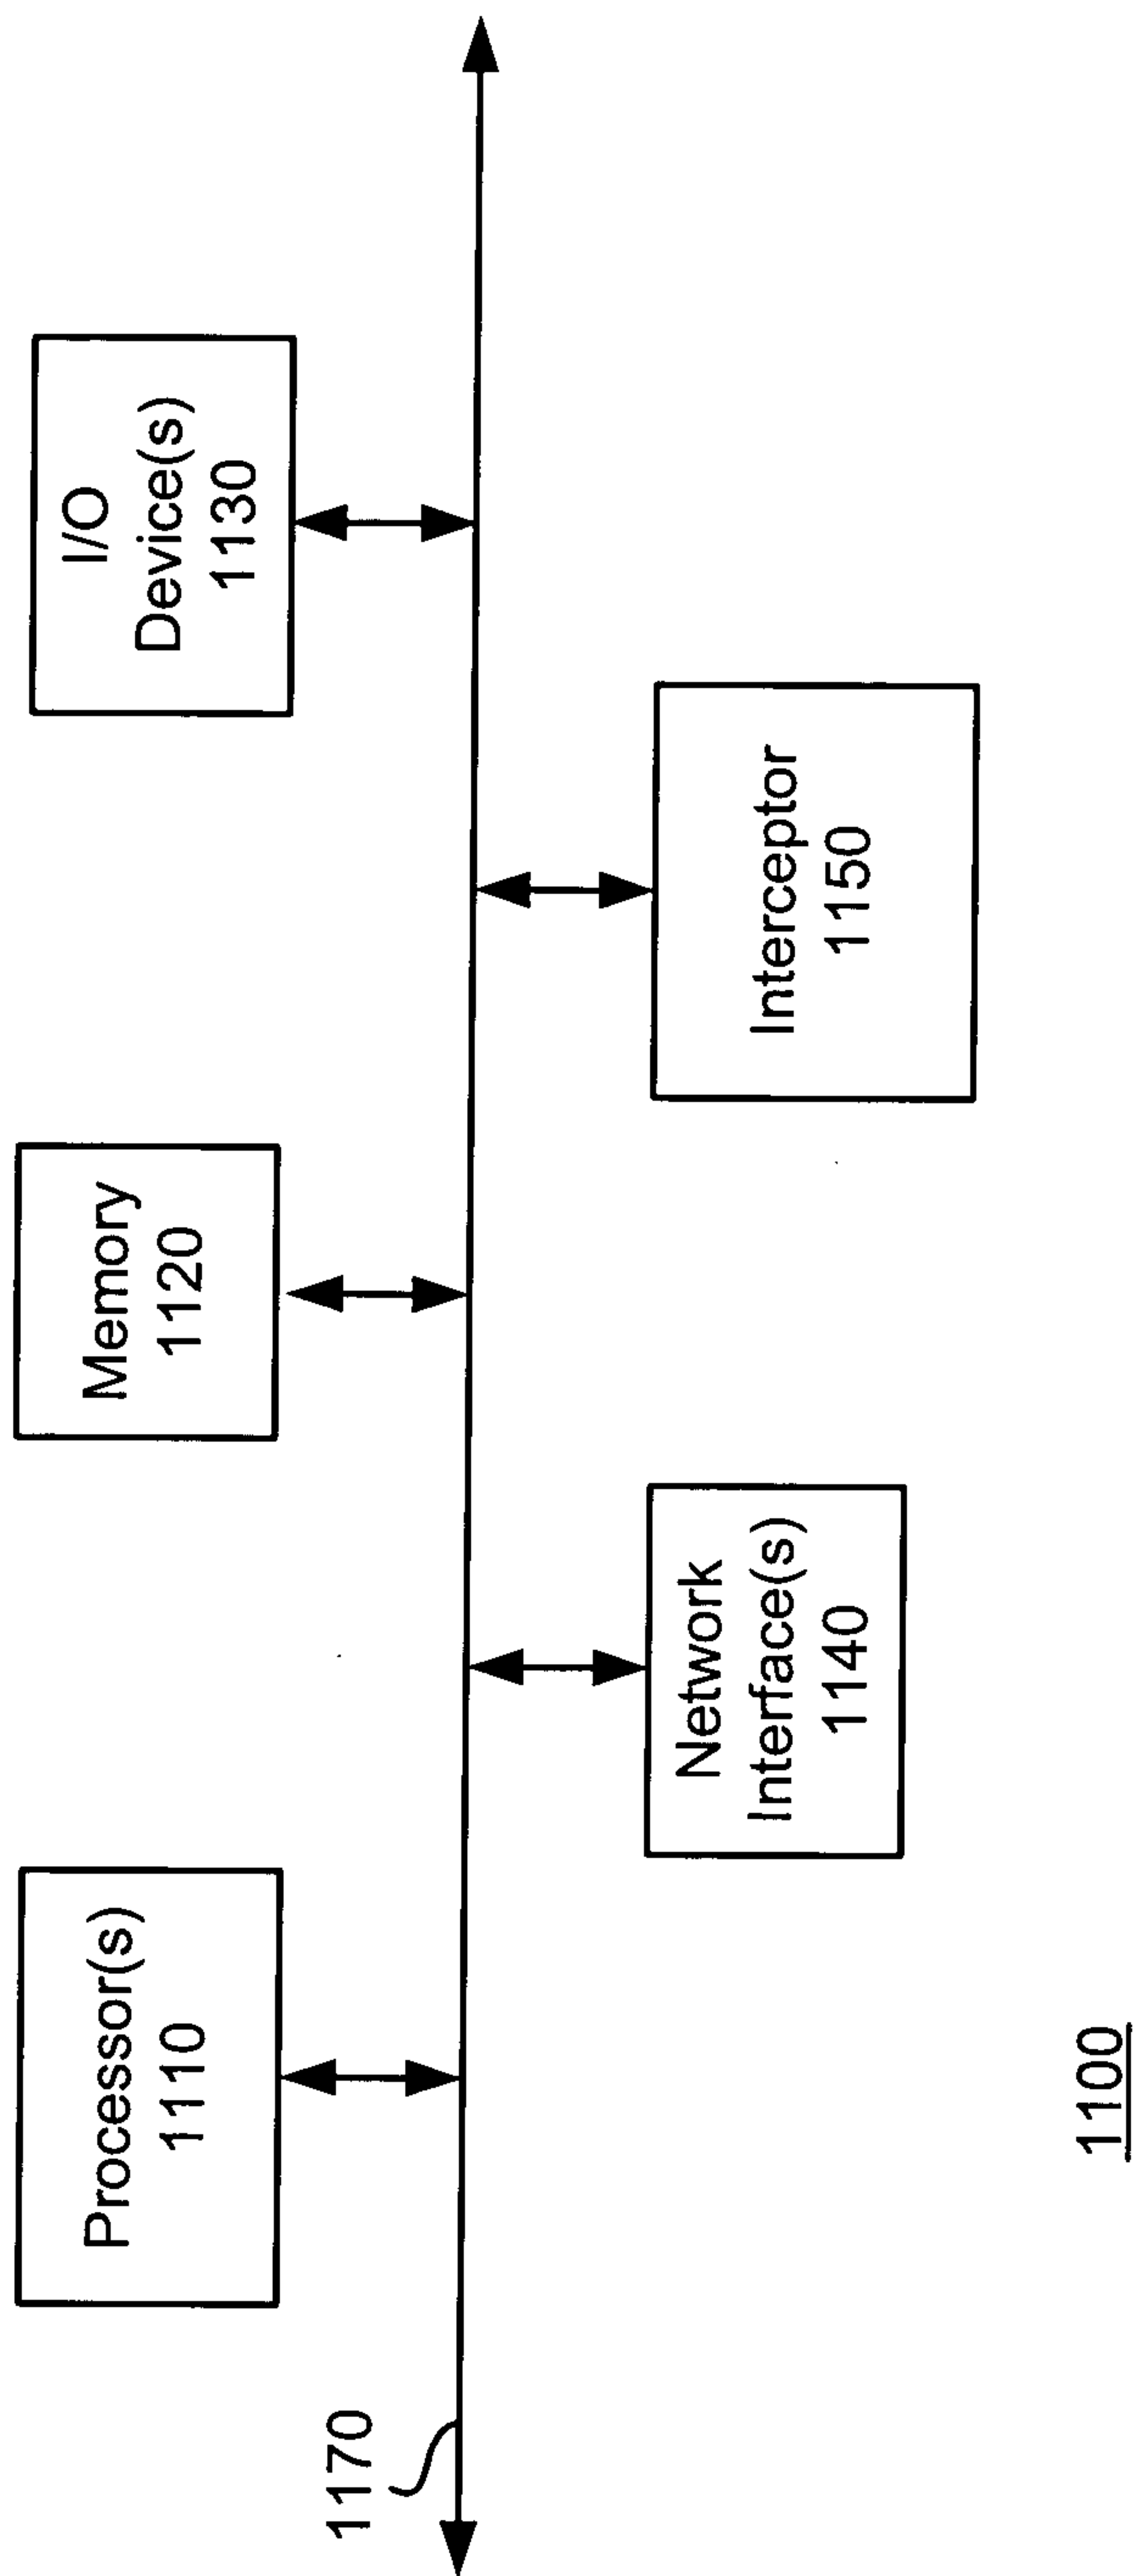 Processor(s)
1110
Memory
1120
I/O
Device(s)
1130
1170
Network
Interface(s)
1140
Interceptor
1150
1100